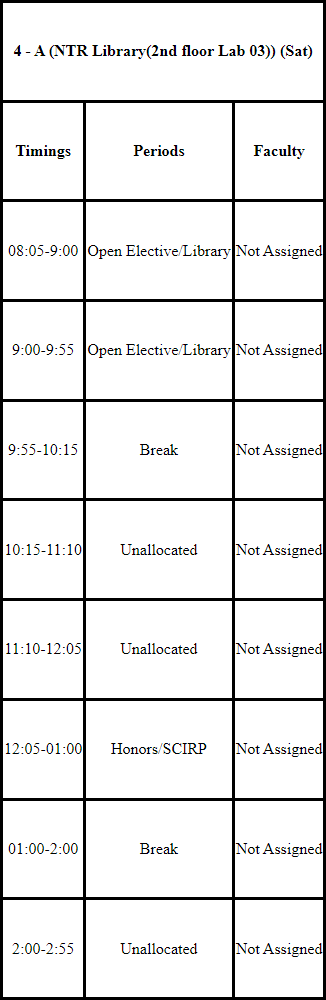 4 - A (NTR Library(2nd floor Lab 03)) (Sat)
Timings Periods Faculty
08:05-9:00 Open Elective/Library Not Assigned
9:00-9:55 Open Elective/Library Not Assigned
9:55-10:15 Break Not Assigned
10:15-11:10 Unallocated Not Assigned
11:10-12:05 Unallocated Not Assigned
12:05-01:00 Honors/SCIRP Not Assigned
01:00-2:00 Break Not Assigned
2:00-2:55 Unallocated Not Assigned